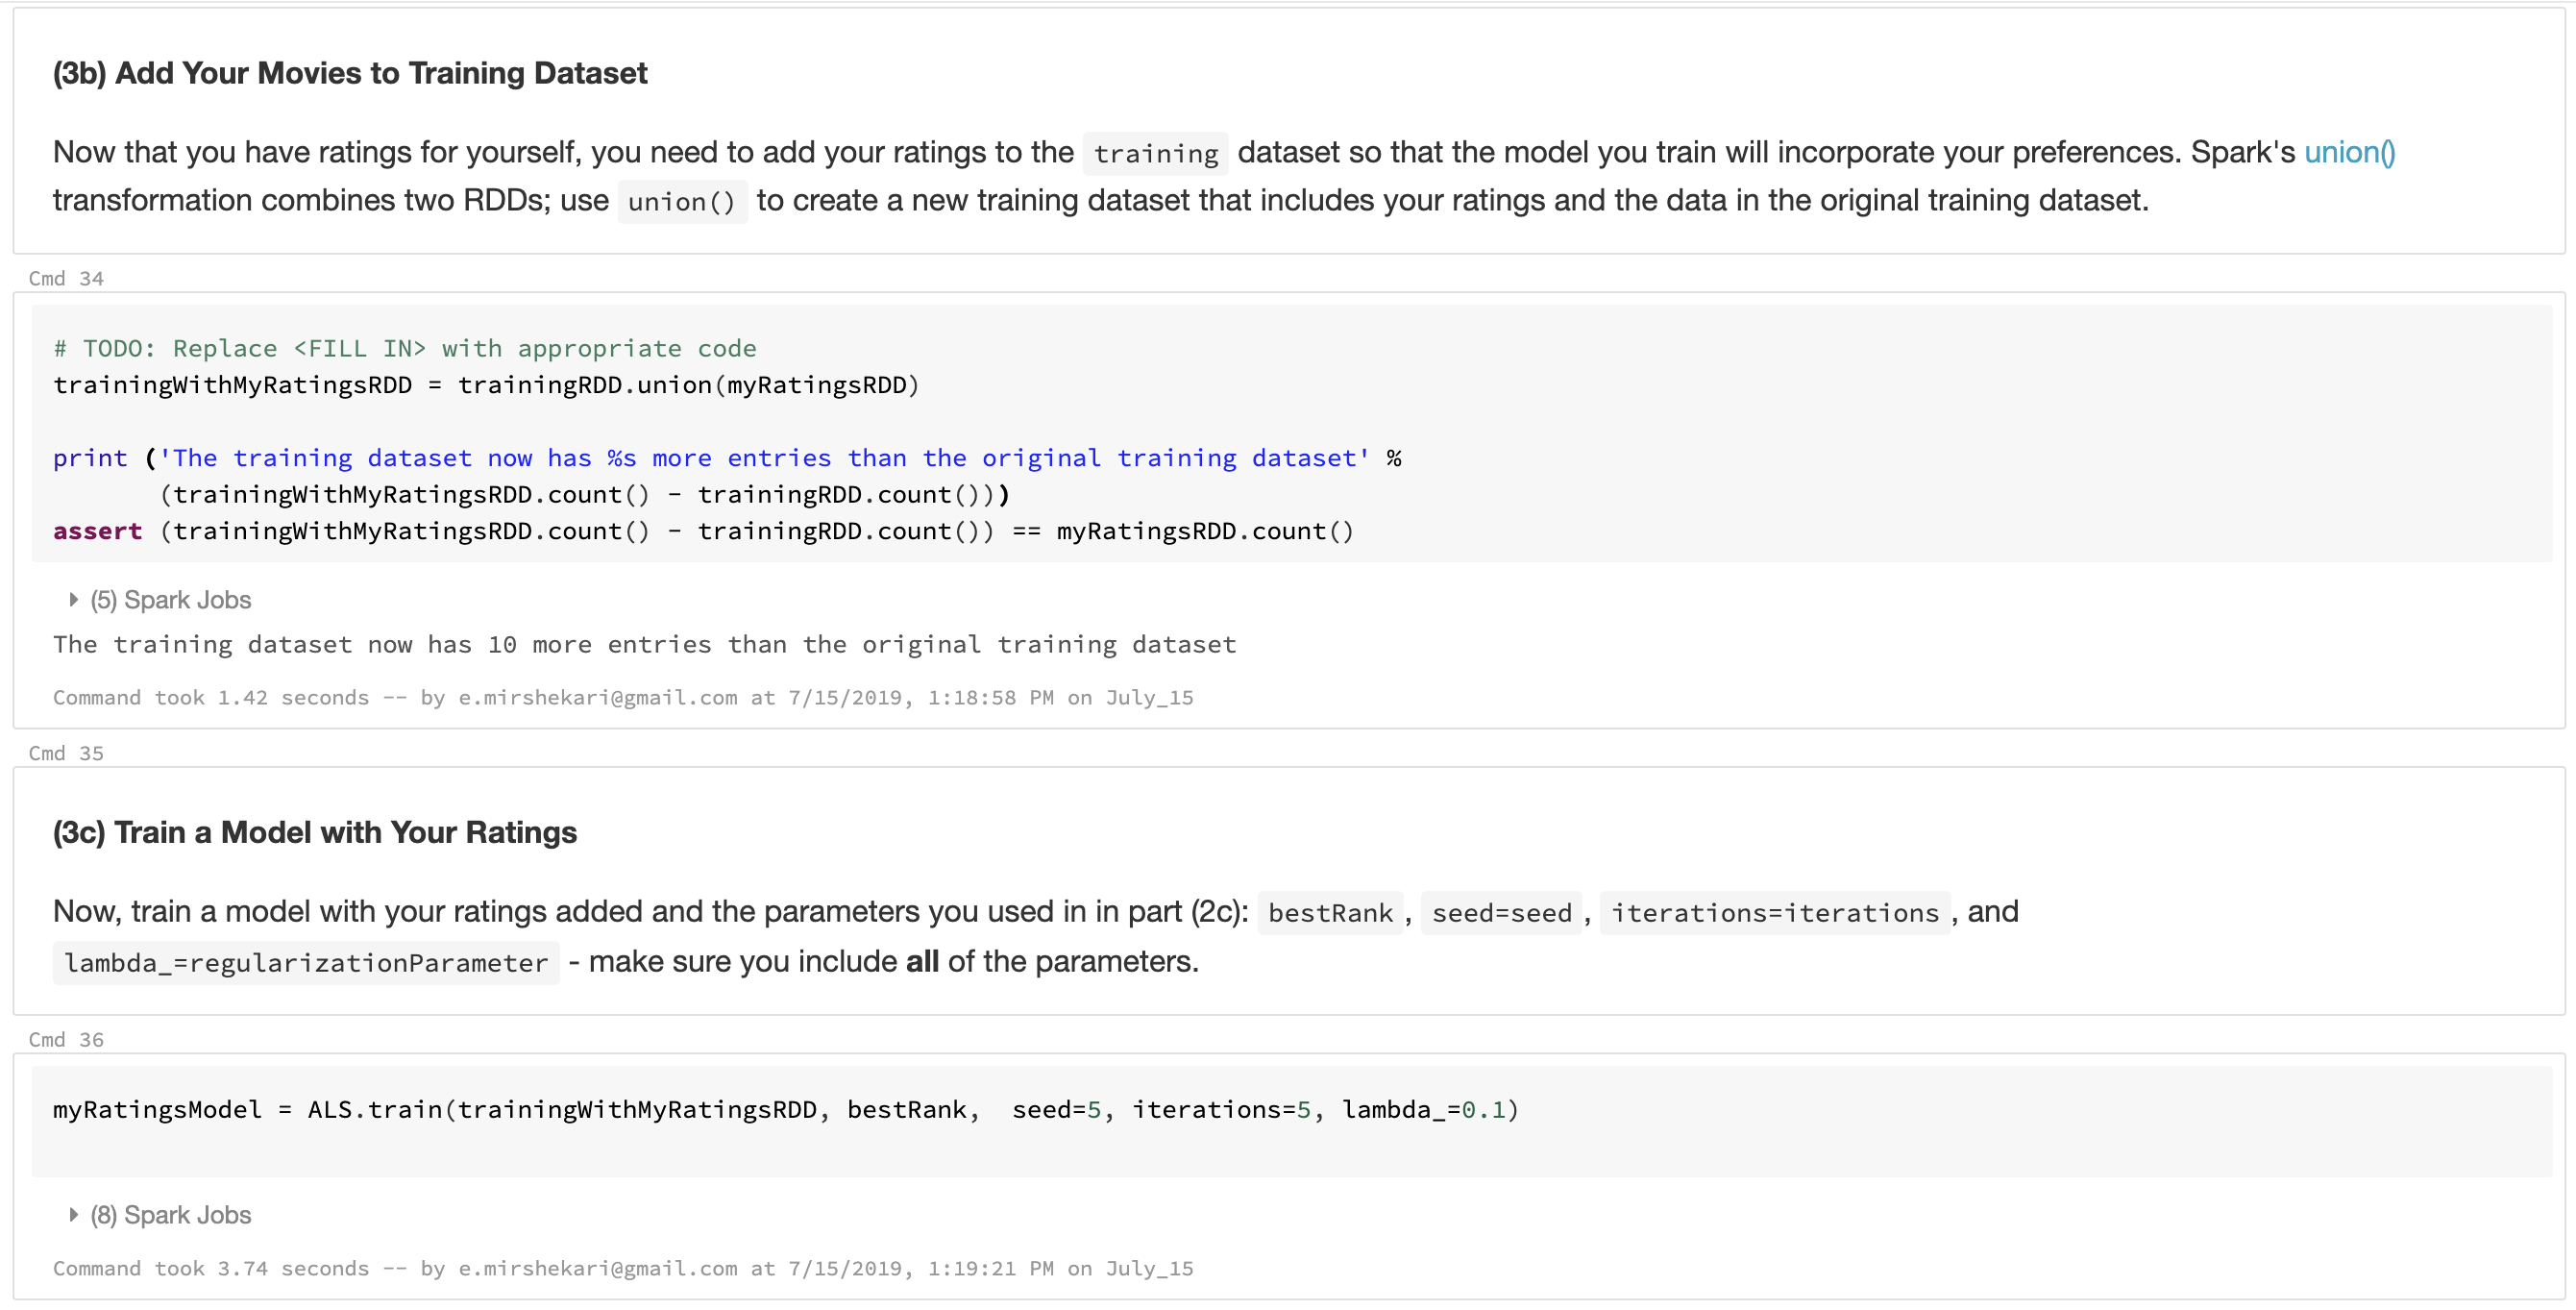 (3b) Add Your Movies to Training Dataset
Now that you have ratings for yourself, you need to add your ratings to the training dataset so that the model you train will incorporate your preferences. Spark's union()
transformation combines two RDDs; use union() to create a new training dataset that includes your ratings and the data in the original training dataset.
Cmd 34
# TODO: Replace <FILL IN> with appropriate code
trainingWithMyRatingsRDD = trainingRDD.union(myRatingsRDD)
print ('The training dataset now has %s more entries than the original training dataset' %
(trainingWithMyRatingsRDD.count() - trainingRDD.count()))
assert (trainingWithMyRatingsRDD.count() - trainingRDD.count()) == myRatingsRDD.count()
(5) Spark Jobs
The training dataset now has 10 more entries than the original training dataset
Command took 1.42 seconds -- by e.mirshekari@gmail.com at 7/15/2019, 1:18:58 PM on July_15
Cmd 35
(3c) Train a Model with Your Ratings
Now, train a model with your ratings added and the parameters you used in in part (2c): bestRank , seed=seed , iterations=iterations , and
lambda_=regularizationParameter - make sure you include all of the parameters.
Cmd 36
myRatingsModel = ALS.train(trainingWithMyRatingsRDD, bestRank,  seed=5, iterations=5, lambda_=0.1)
(8) Spark Jobs
Command took 3.74 seconds -- by e.mirshekari@gmail.com at 7/15/2019, 1:19:21 PM on July_15